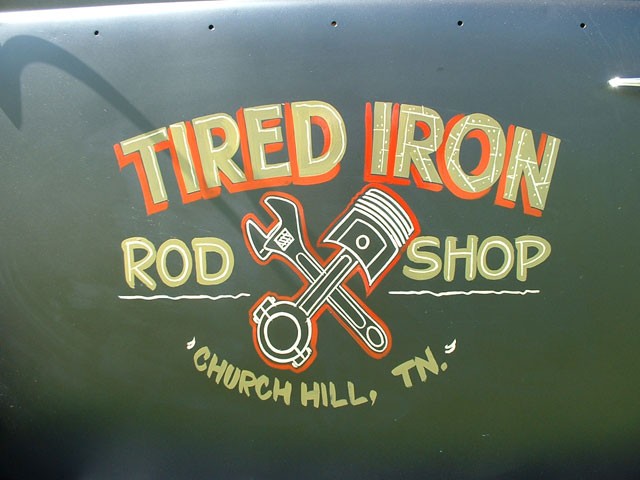 TIRED IRON
ROD SHOP
"CHURCH HILL, TN."